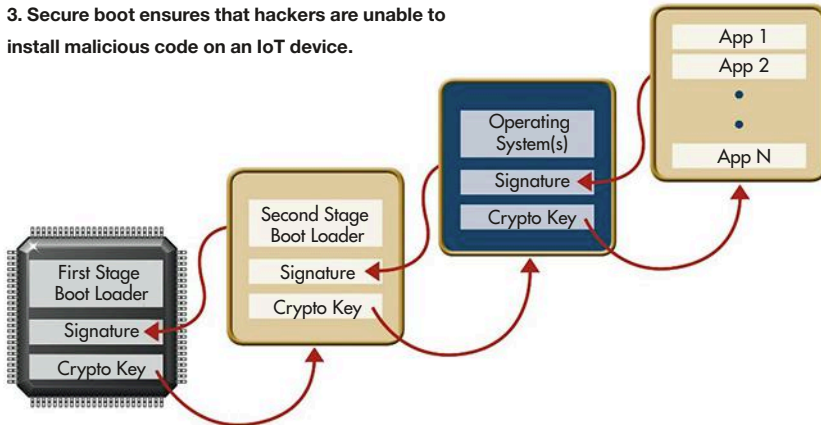 3. Secure boot ensures that hackers are unable to
install malicious code on an IoT device.
First Stage
Boot Loader
Signature
Crypto Key
Second Stage
Boot Loader
Signature
Crypto Key
Operating
System(s)
Signature
Crypto Key
App 1
App 2
App N